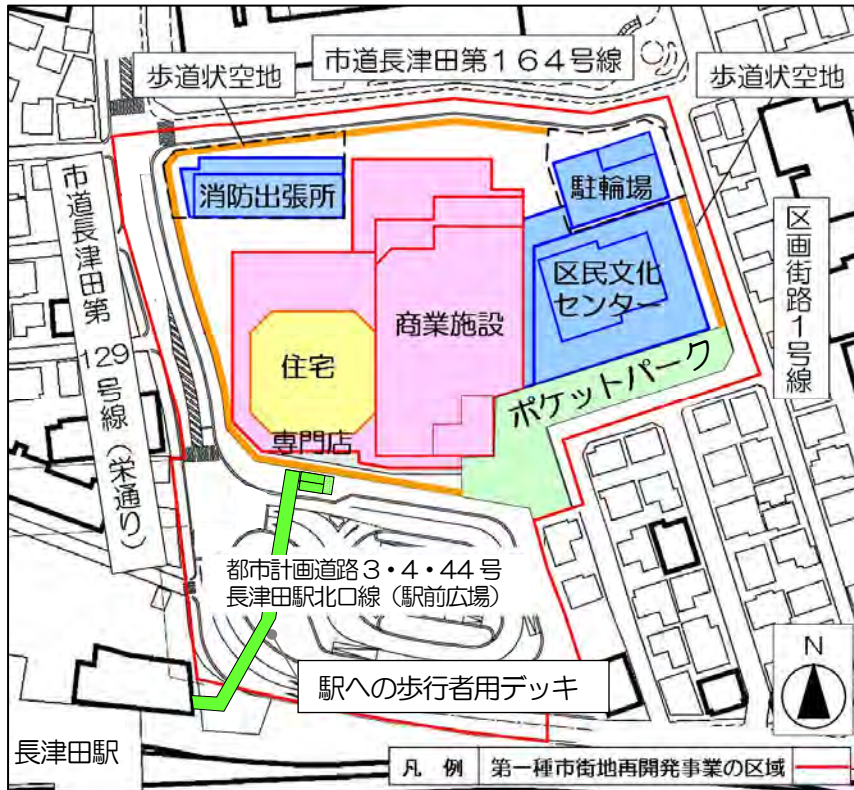 市道長津田第164号線
歩道状空地
歩道状空地
消防出張所
駐輪場
市道長津田第129号線（栄通り）
区画街路1号線
区民文化
センター
商業施設
住宅
ポケットパーク
専門店
都市計画道路3・4・44号
長津田駅北口線（駅前広場）
駅への歩行者用デッキ
N
長津田駅
凡 例
第一種市街地再開発事業の区域